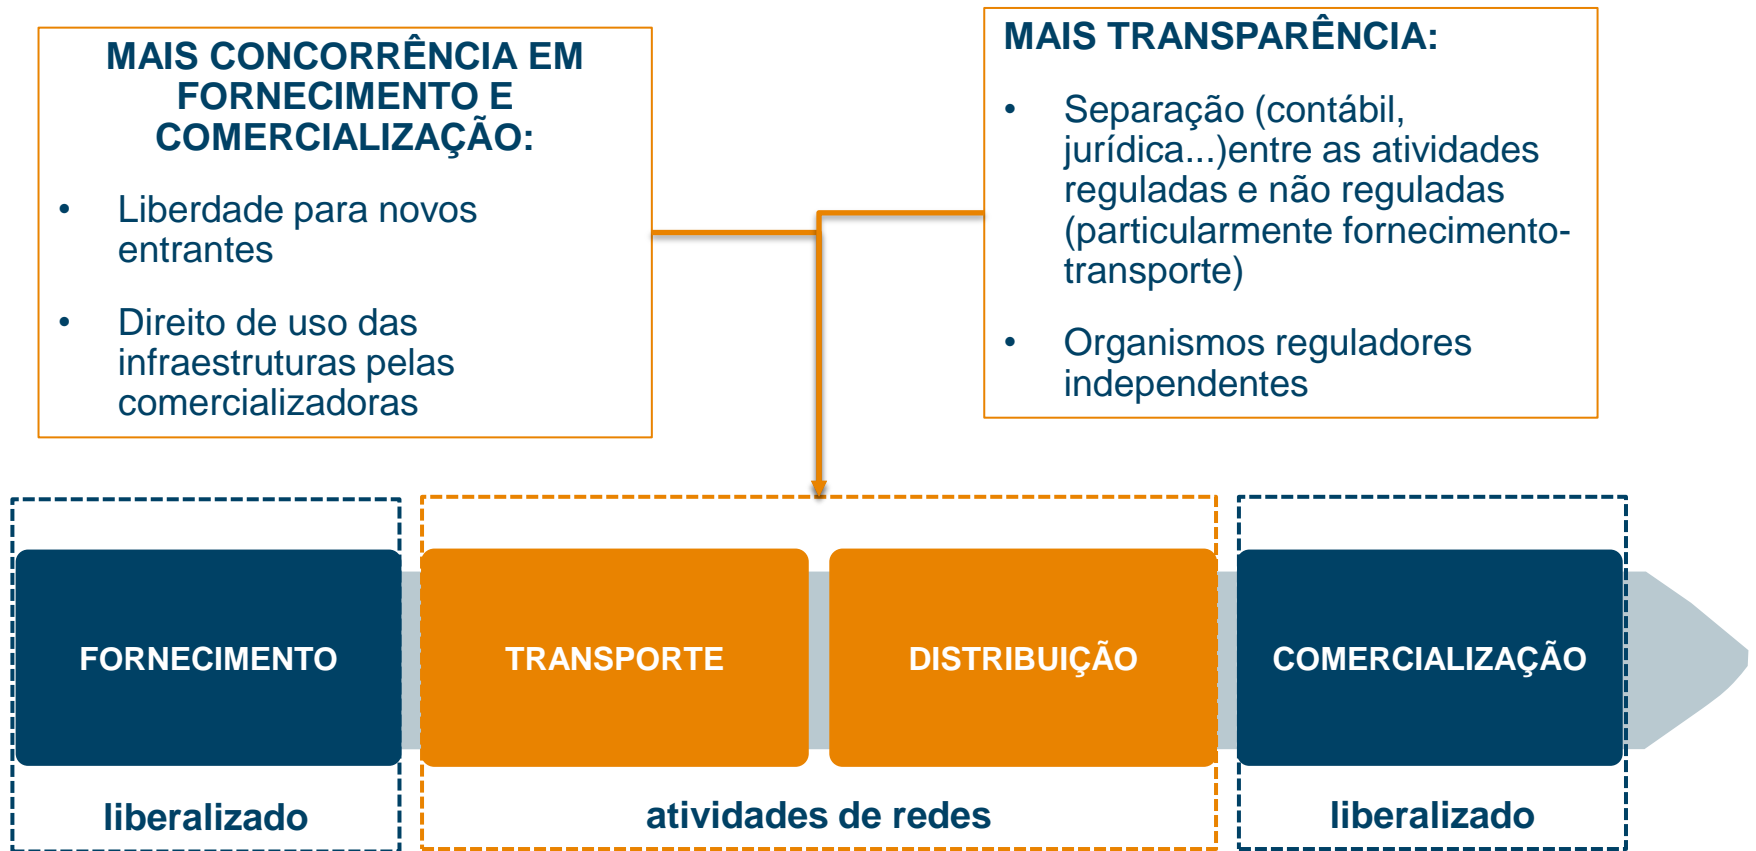 MAIS CONCORRÊNCIA EM
FORNECIMENTO E
COMERCIALIZAÇÃO:
• Liberdade para novos
entrantes
• Direito de uso das
infraestruturas pelas
comercializadoras
MAIS TRANSPARÊNCIA:
• Separação (contábil,
jurídica...)entre as atividades
reguladas e não reguladas
(particularmente fornecimento-
transporte)
• Organismos reguladores
independentes
FORNECIMENTO
TRANSPORTE
DISTRIBUIÇÃO
COMERCIALIZAÇÃO
liberalizado
atividades de redes
liberalizado